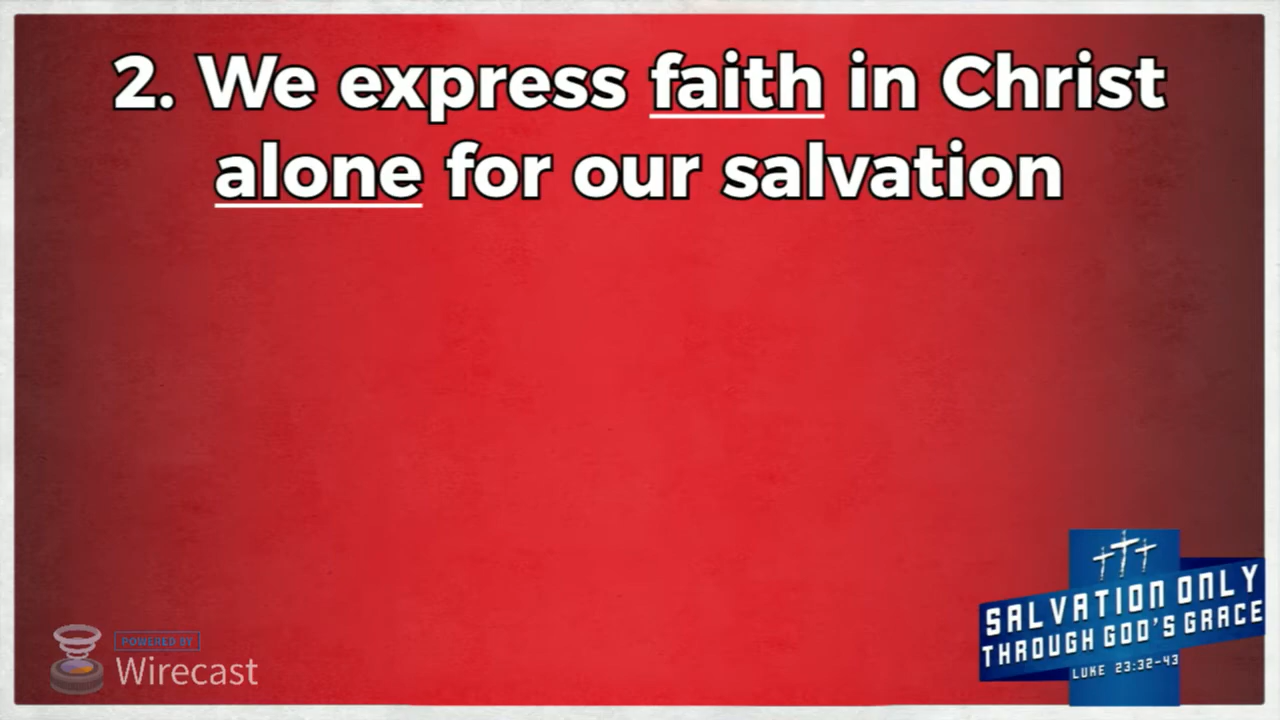 2. We express faith in Christ
alone for our salvation
SALVATION ONLY
THROUGH GOD'S GRACE
LUKE 23:32-43
POWERED BY
Wirecast